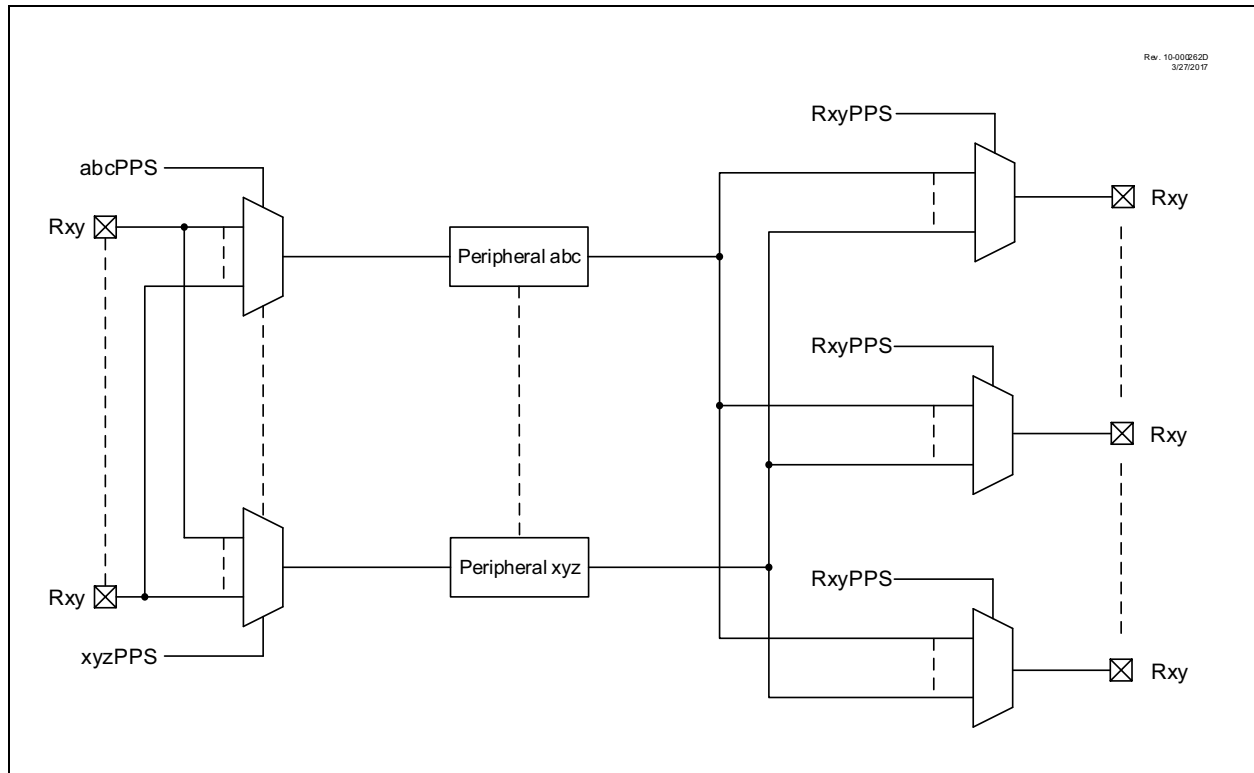 Rev. 10-000262D
3/27/2017
RxyPPS
abcPPS
Rxy
Rxy
Peripheral abc
RxyPPS
Rxy
Peripheral xyz
Rxy
RxyPPS
xyzPPS
Rxy